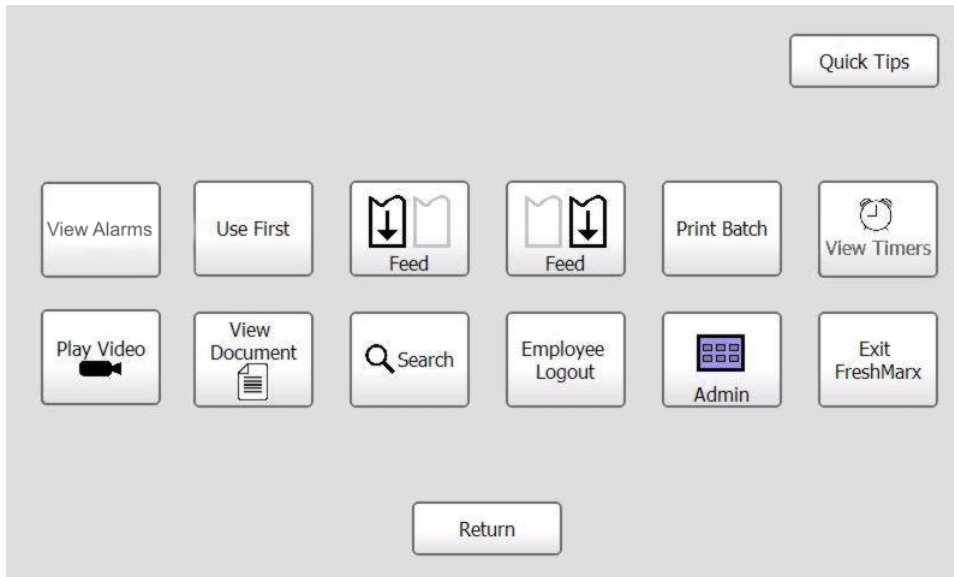 Quick Tips
View Alarms
Use First
Feed
Feed
Print Batch
View Timers
Play Video
View
Document
Search
Employee
Logout
Admin
Exit
FreshMarx
Return